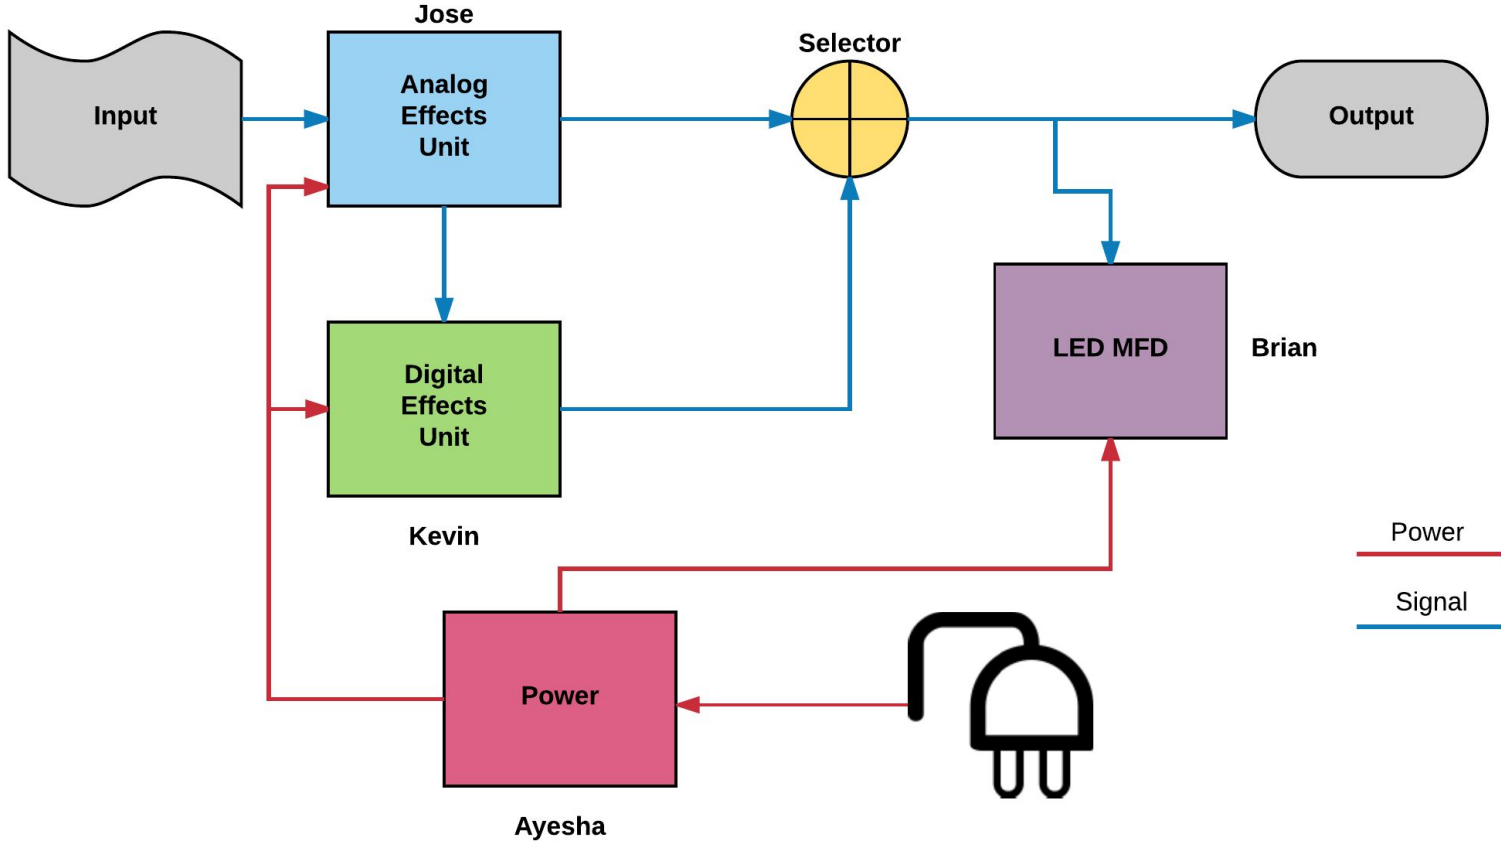 Jose
Selector
Input
Analog
Effects
Unit
Output
Digital
Effects
Unit
LED MFD
Brian
Kevin
Power
Signal
Power
Ayesha